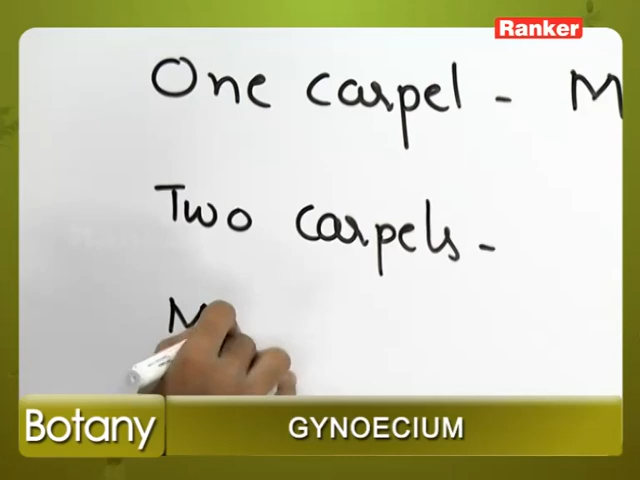 Ranker
One carpel - M
Two carpels -
M
Botany
GYNOECIUM